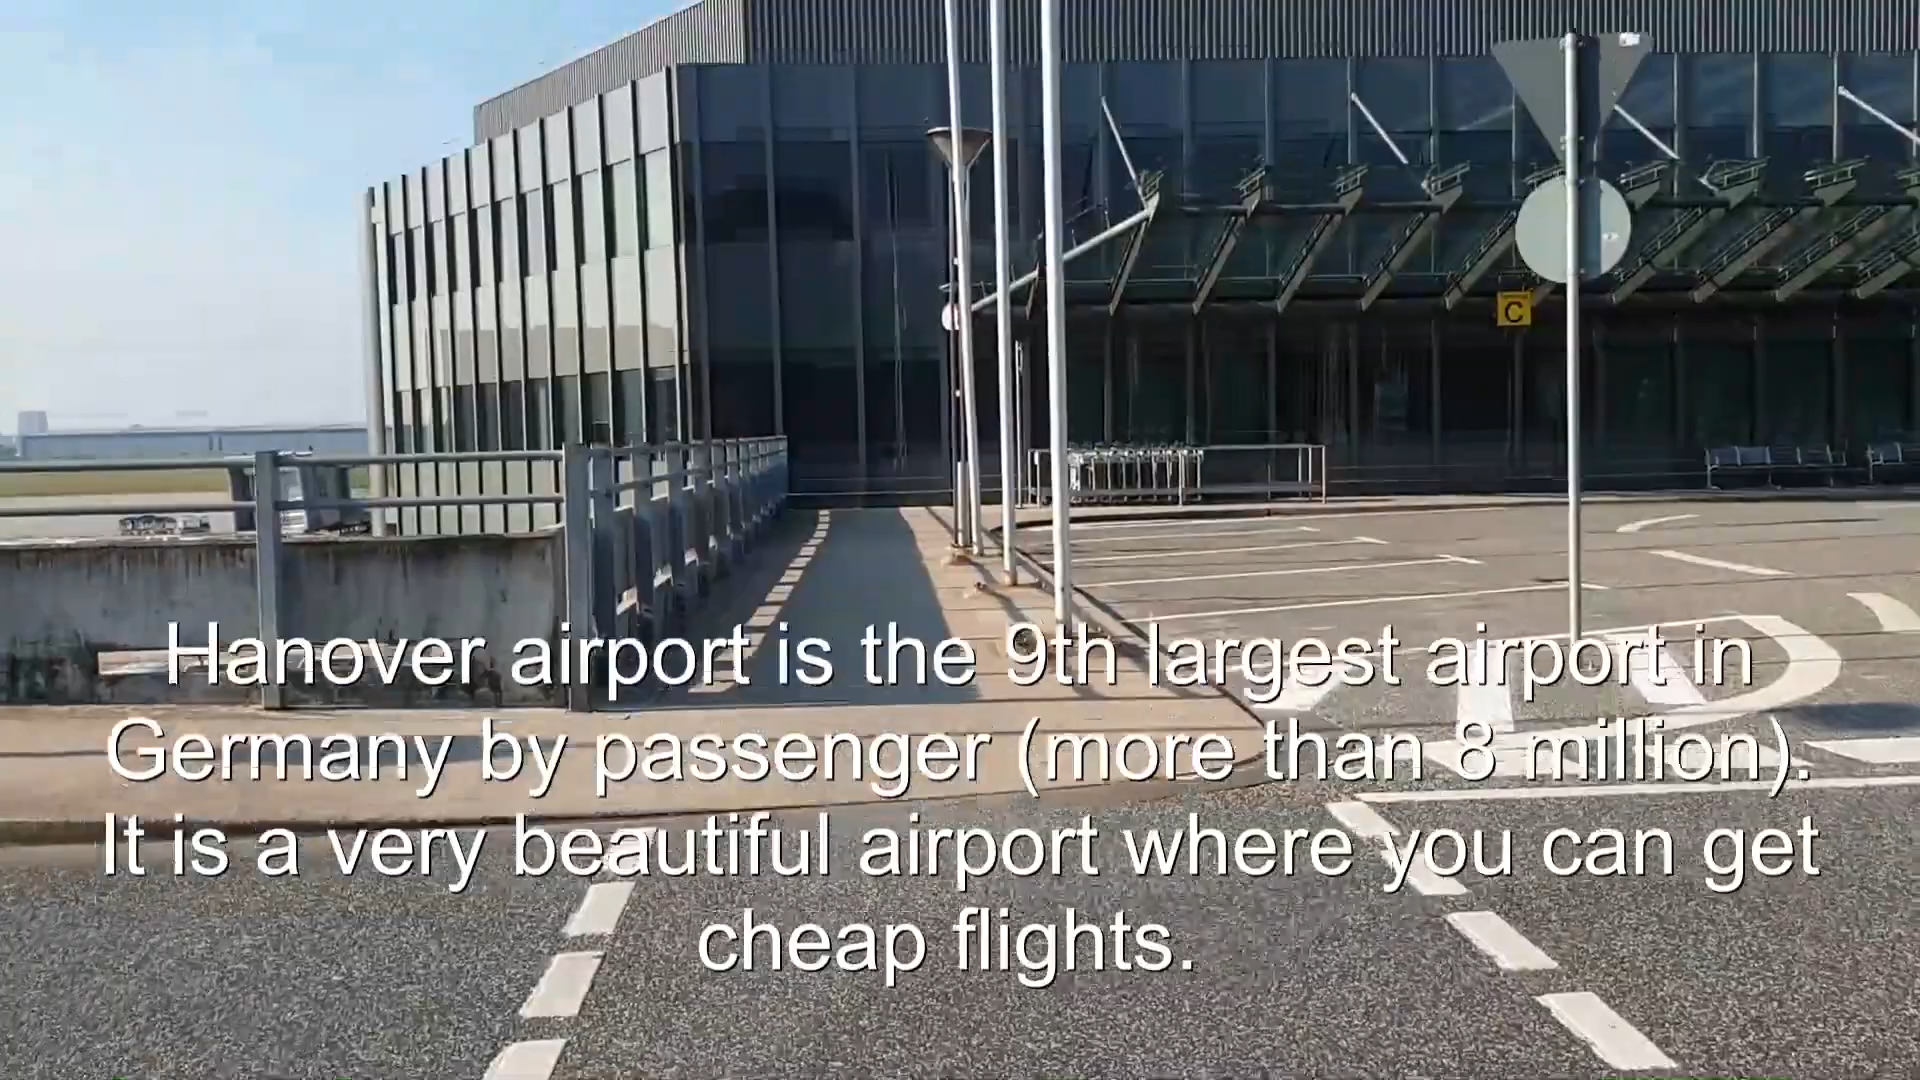 C
Hanover airport is the 9th largest airport in
Germany by passenger (more than 8 million).
It is a very beautiful airport where you can get
cheap flights.